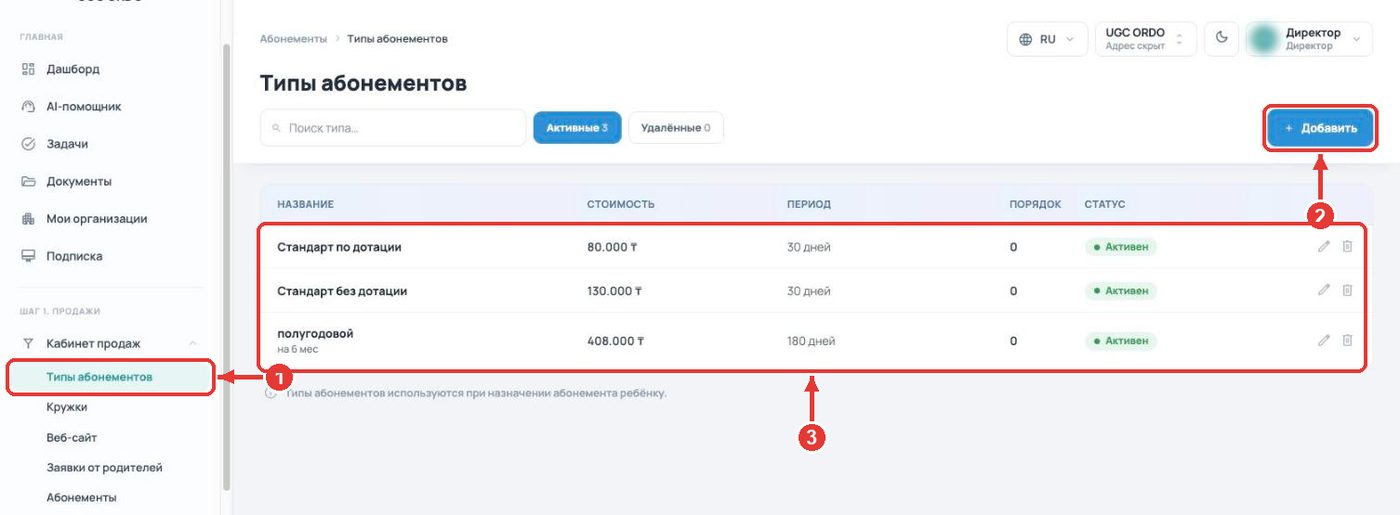 ГЛАВНАЯ
Дашборд
AI-помощник
Задачи
Документы
Мои организации
Подписка
ШАГ 1. ПРОДАЖИ
Кабинет продаж
Типы абонементов
Кружки
Веб-сайт
Заявки от родителей
Абонементы
1
Абонементы > Типы абонементов
RU
UGC ORDO
Адрес скрыт
Директор
Директор
Типы абонементов
Поиск типа...
Активные 3
Удалённые 0
+ Добавить
2
НАЗВАНИЕ СТОИМОСТЬ ПЕРИОД ПОРЯДОК СТАТУС
Стандарт по дотации 80.000 ₸ 30 дней 0 Активен
Стандарт без дотации 130.000 ₸ 30 дней 0 Активен
полугодовой 408.000 ₸ 180 дней 0 Активен
на 6 мес
Типы абонементов используются при назначении абонемента ребёнку.
3